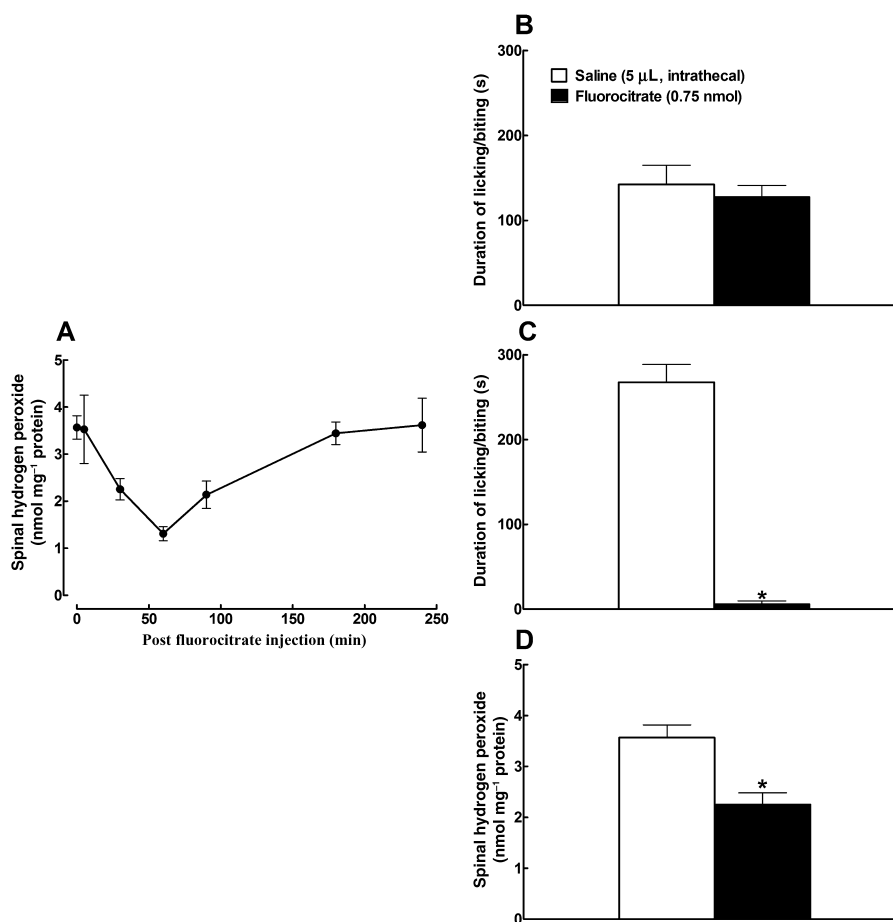 A
Spinal hydrogen peroxide
(nmol mg⁻¹ protein)
5
4
3
2
1
0
0 50 100 150 200 250
Post fluorocitrate injection (min)
B
Duration of licking/biting (s)
300
200
100
0
Saline (5 μL, intrathecal)
Fluorocitrate (0.75 nmol)
C
Duration of licking/biting (s)
300
200
100
0
*
D
Spinal hydrogen peroxide
(nmol mg⁻¹ protein)
5
4
3
2
1
0
*